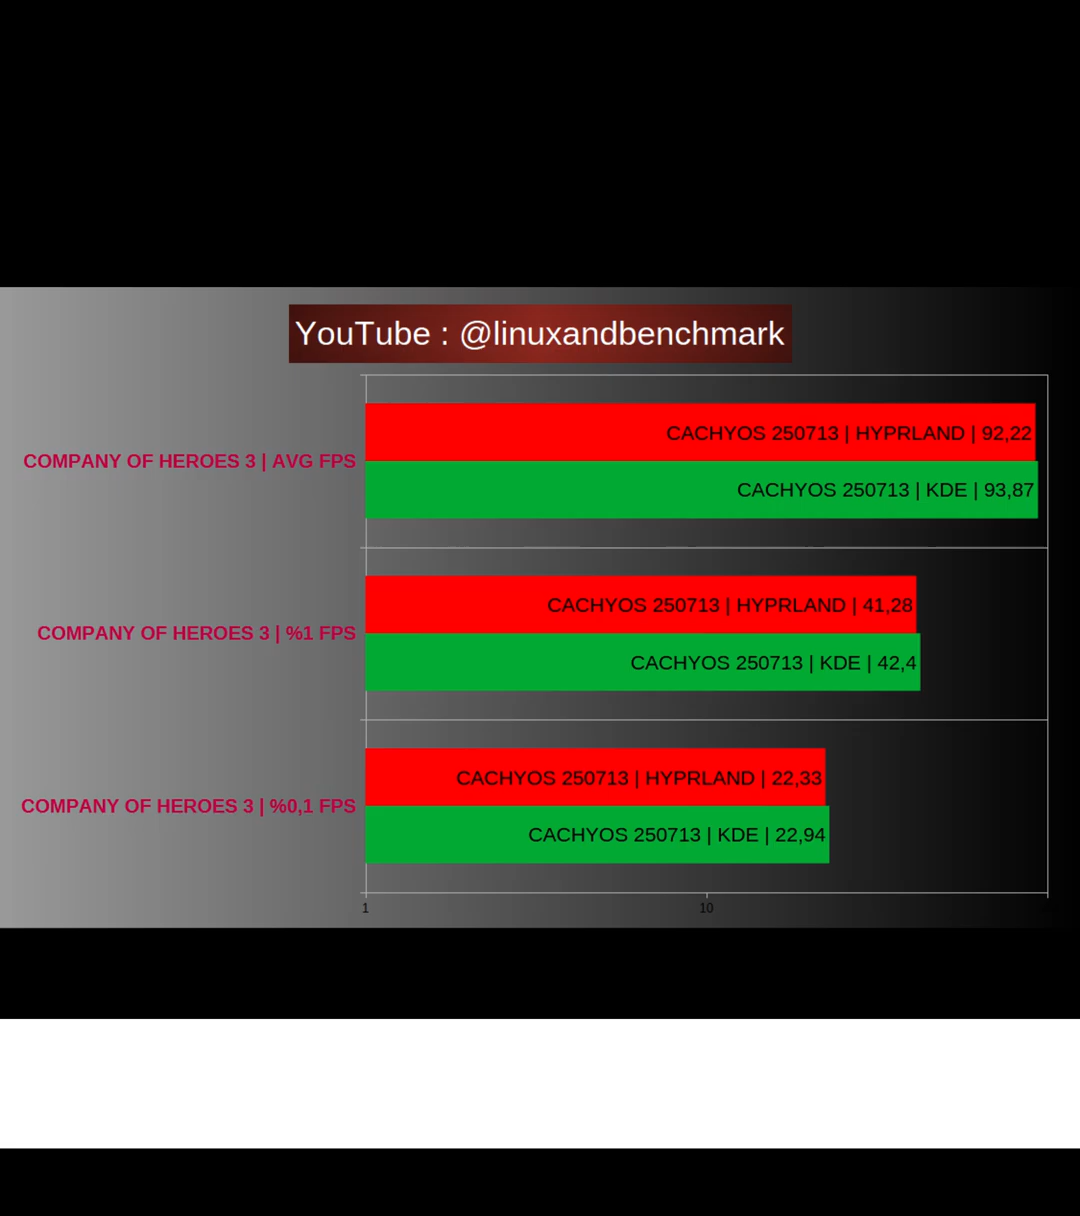 YouTube : @linuxandbenchmark
COMPANY OF HEROES 3 | AVG FPS
CACHYOS 250713 | HYPRLAND | 92,22
CACHYOS 250713 | KDE | 93,87
COMPANY OF HEROES 3 | %1 FPS
CACHYOS 250713 | HYPRLAND | 41,28
CACHYOS 250713 | KDE | 42,4
COMPANY OF HEROES 3 | %0,1 FPS
CACHYOS 250713 | HYPRLAND | 22,33
CACHYOS 250713 | KDE | 22,94
1
10